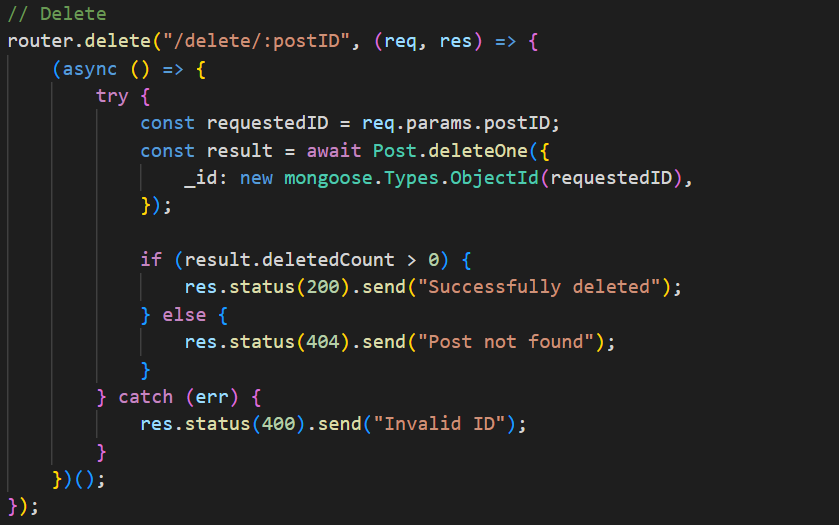 // Delete
router.delete("/delete/:postID", (req, res) => {
    (async () => {
        try {
            const requestedID = req.params.postID;
            const result = await Post.deleteOne({
                _id: new mongoose.Types.ObjectId(requestedID),
            });

            if (result.deletedCount > 0) {
                res.status(200).send("Successfully deleted");
            } else {
                res.status(404).send("Post not found");
            }
        } catch (err) {
            res.status(400).send("Invalid ID");
        }
    })();
});